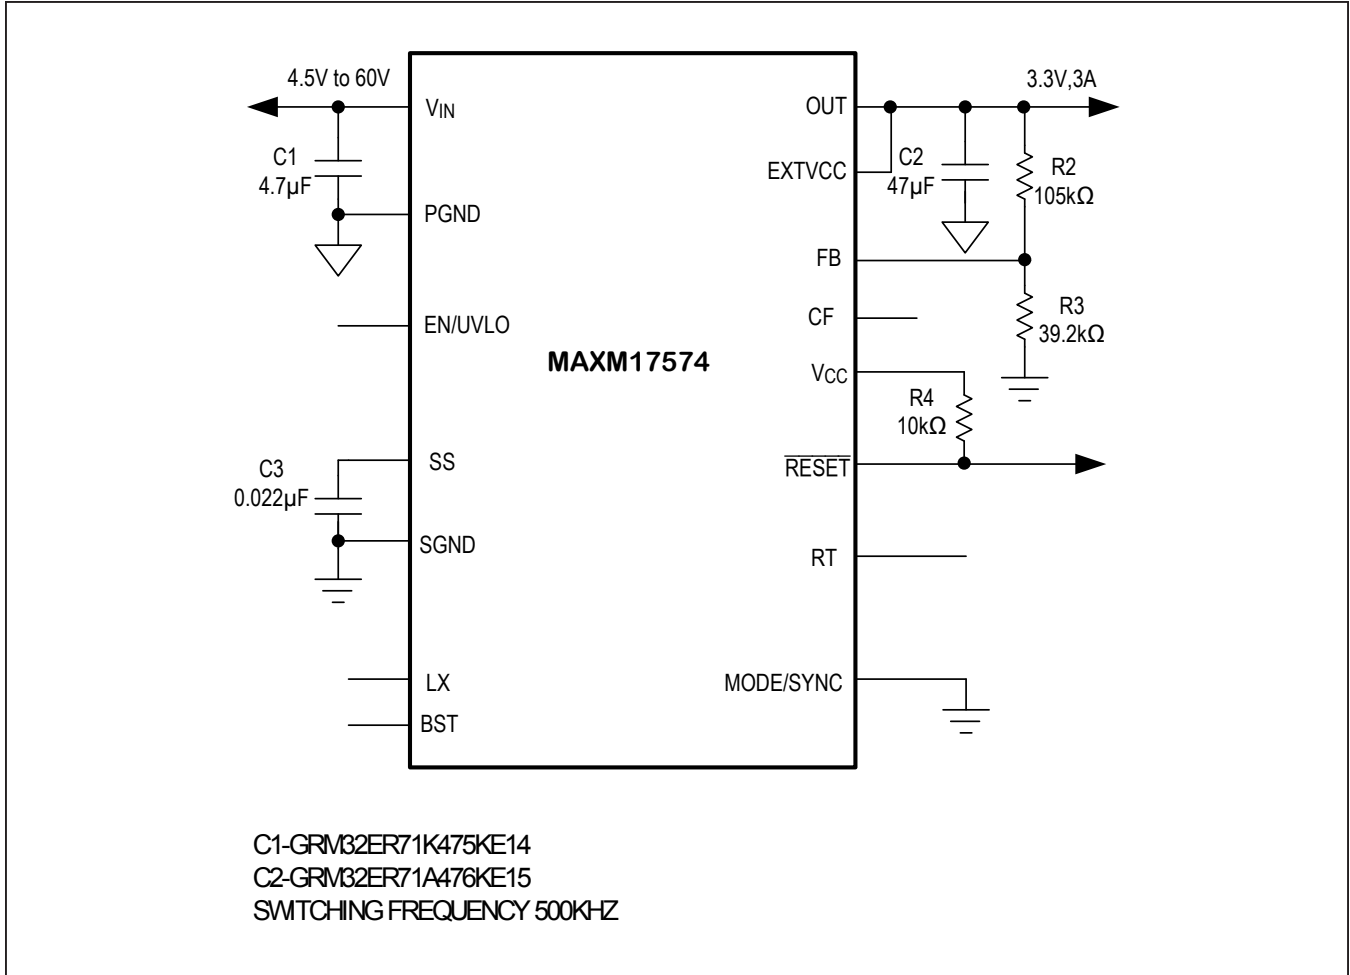 4.5V to 60V
3.3V,3A
VIN
OUT
C1
4.7µF
EXTVCC
C2
47µF
R2
105kΩ
PGND
FB
EN/UVLO
CF
R3
39.2kΩ
MAXM17574
VCC
R4
10kΩ
SS
RESET
C3
0.022µF
SGND
RT
LX
MODE/SYNC
BST
C1-GRM32ER71K475KE14
C2-GRM32ER71A476KE15
SWITCHING FREQUENCY 500KHZ